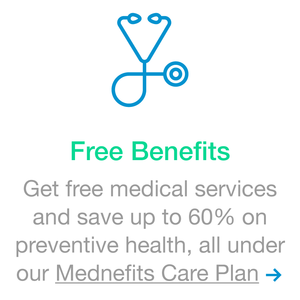 Free Benefits
Get free medical services
and save up to 60% on
preventive health, all under
our Mednefits Care Plan →